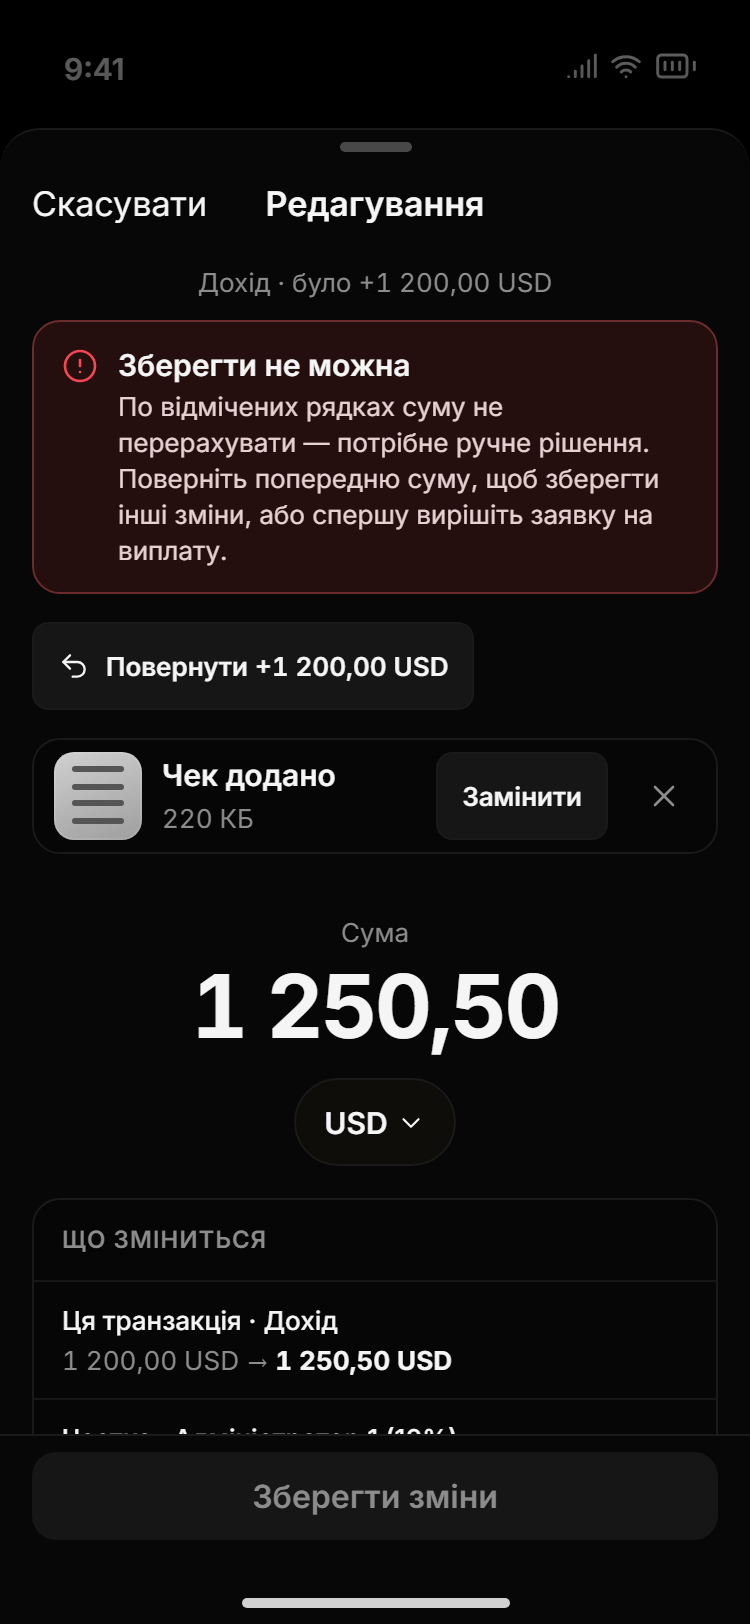 9:41
Скасувати Редагування
Дохід · було +1 200,00 USD
Зберегти не можна
По відмічених рядках суму не
перерахувати — потрібне ручне рішення.
Поверніть попередню суму, щоб зберегти
інші зміни, або спершу вирішіть заявку на
виплату.
Повернути +1 200,00 USD
Чек додано
220 КБ
Замінити
Сума
1 250,50
USD
ЩО ЗМІНИТЬСЯ
Ця транзакція · Дохід
1 200,00 USD → 1 250,50 USD
Зберегти зміни